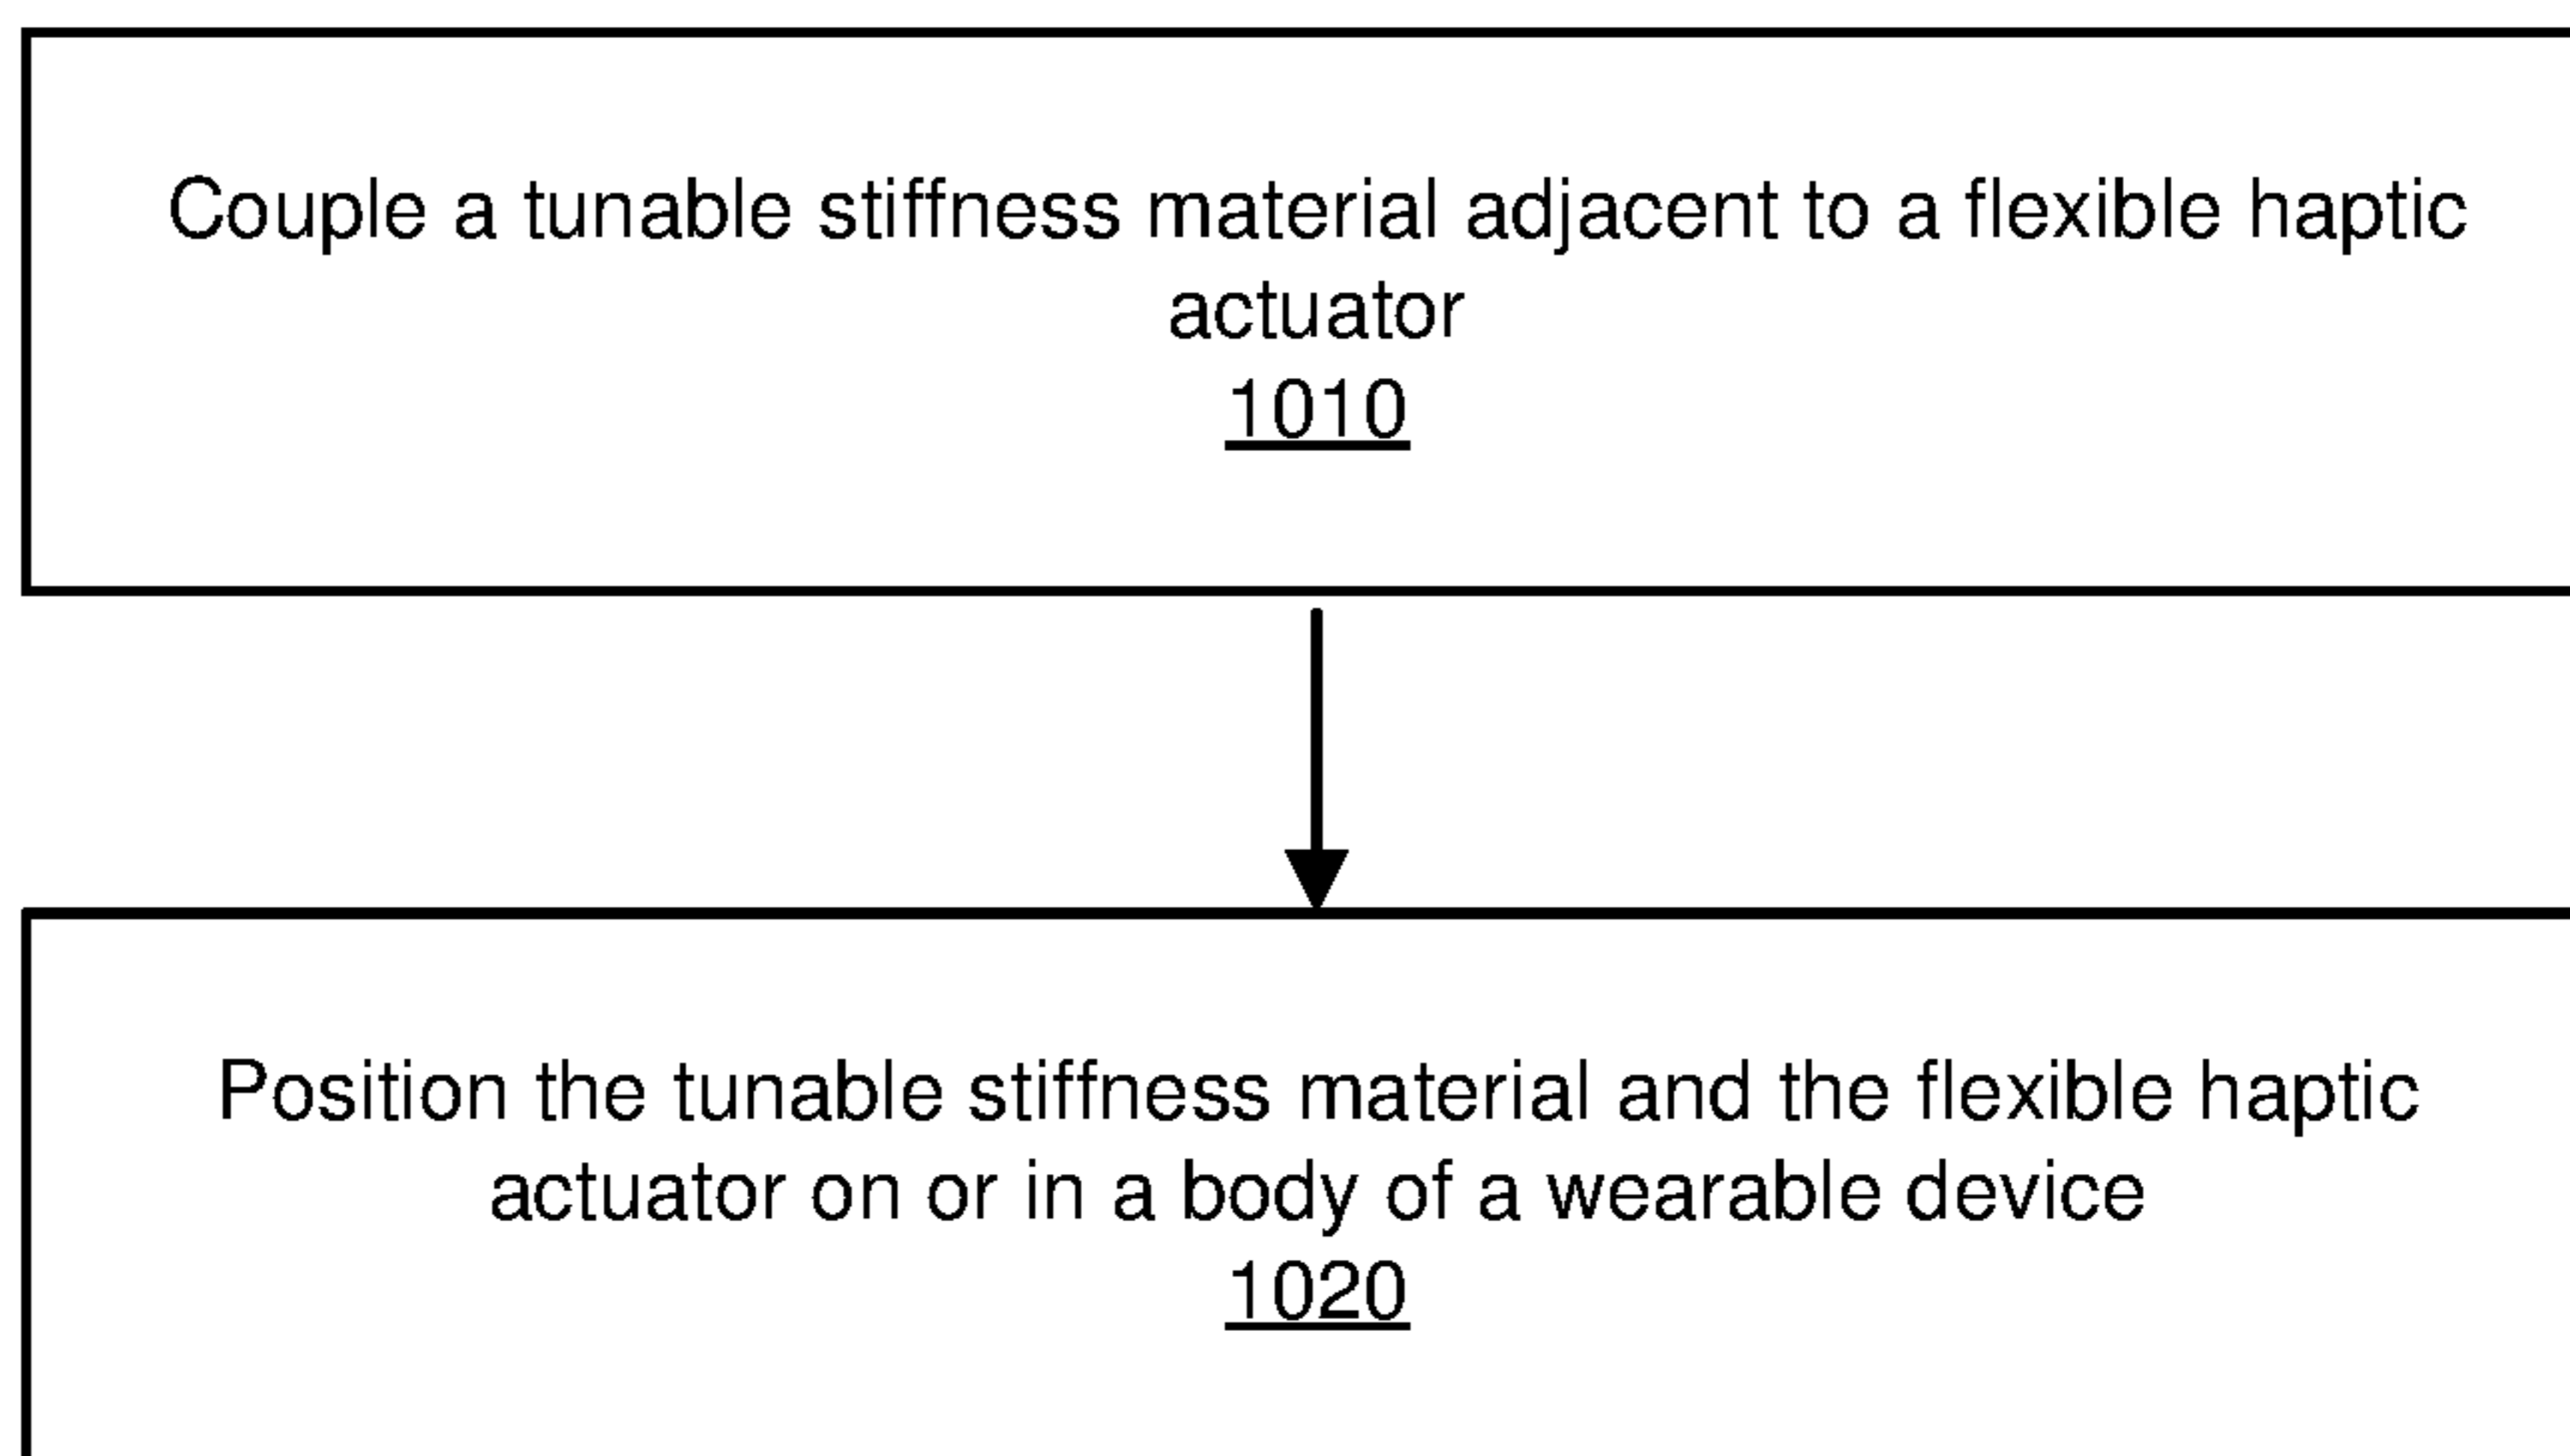 Couple a tunable stiffness material adjacent to a flexible haptic
actuator
1010
Position the tunable stiffness material and the flexible haptic
actuator on or in a body of a wearable device
1020